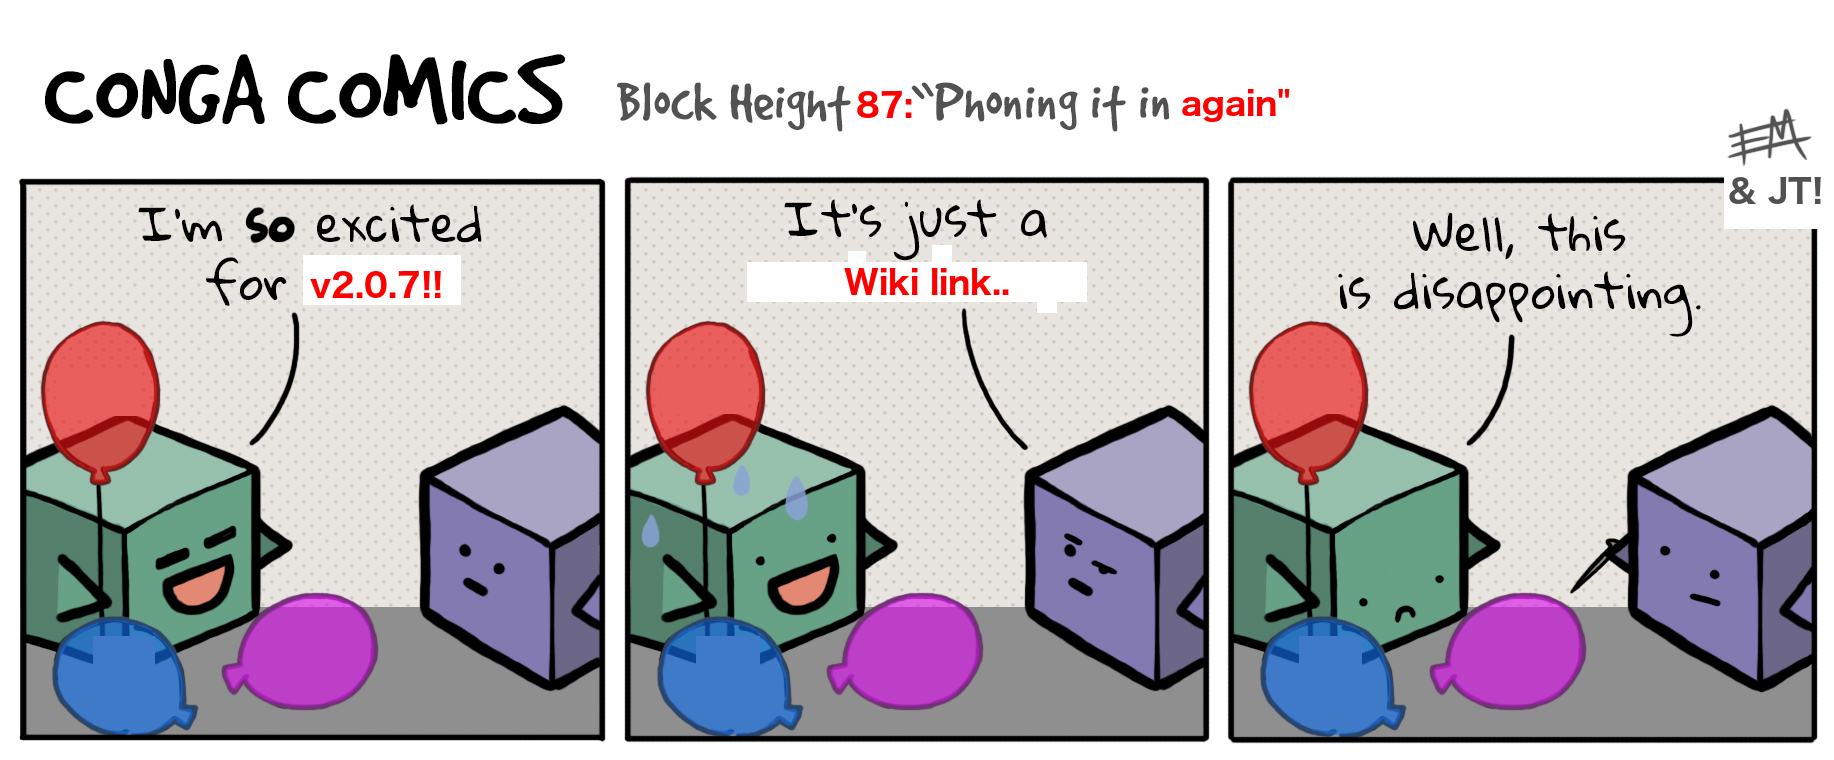 CONGA COMICS Block Height 87:“Phoning it in again"
EM
& JT!
I'm so excited
for v2.0.7!!
It's just a
Wiki link..
Well, this
is disappointing.